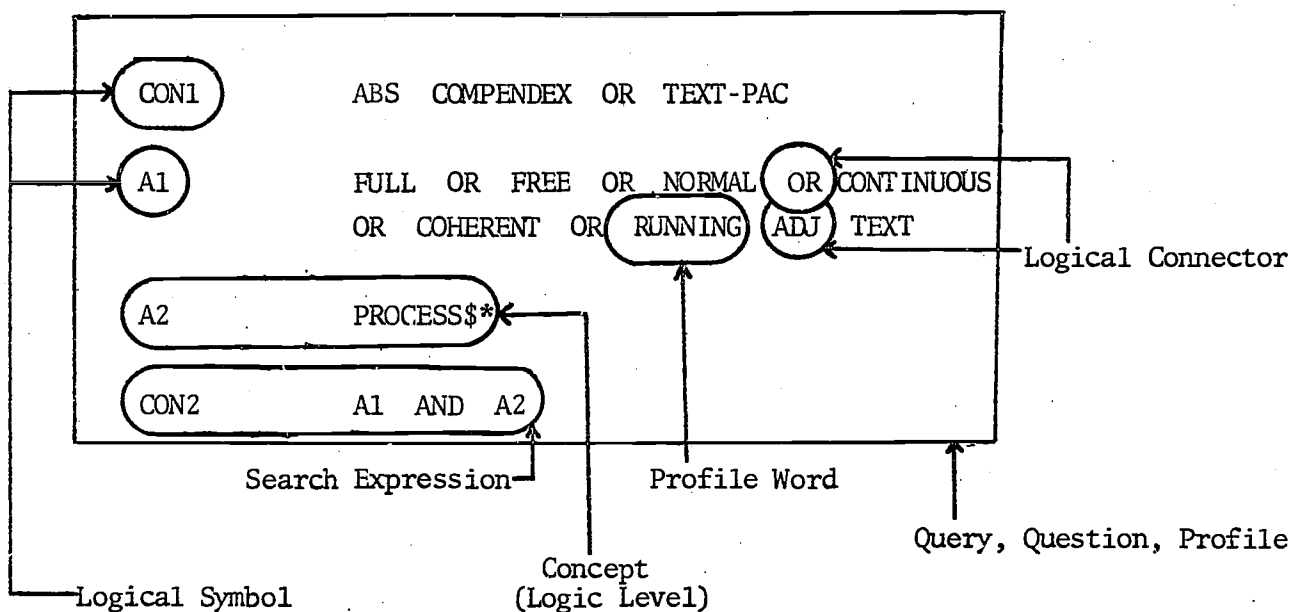 CON1 ABS COMPENDEX OR TEXT-PAC
A1 FULL OR FREE OR NORMAL OR CONTINUOUS
OR COHERENT OR RUNNING ADJ TEXT
Logical Connector
A2 PROCESS$*
CON2 A1 AND A2
Search Expression Profile Word
Query, Question, Profile
Concept
Logical Symbol (Logic Level)